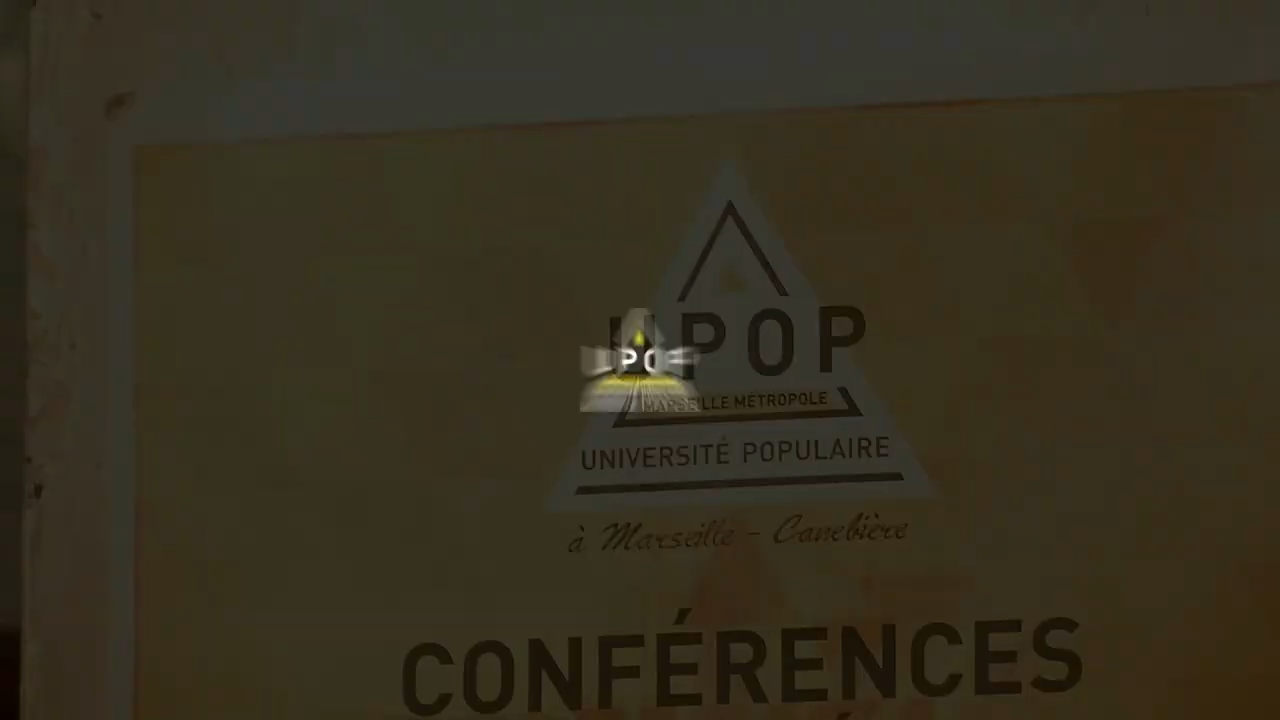 UPOP
MARSEILLE MÉTROPOLE
UNIVERSITÉ POPULAIRE
à Marseille - Canebière
CONFÉRENCES